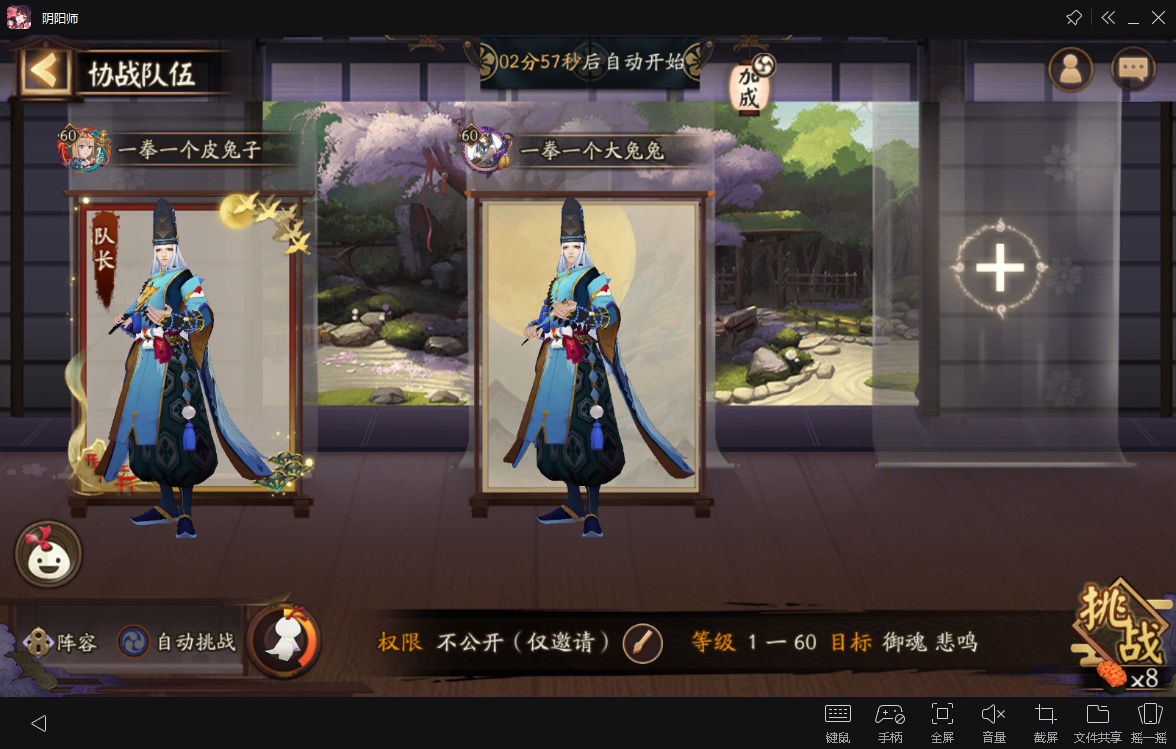 阴阳师
协战队伍
02分57秒后自动开始
加成
60
一拳一个皮兔子
60
一拳一个大兔兔
队长
阵容
自动挑战
权限 不公开（仅邀请）
等级 1 一 60 目标 御魂 悲鸣
挑战
x8
键鼠
手柄
全屏
音量
截屏
文件共享
摇一摇